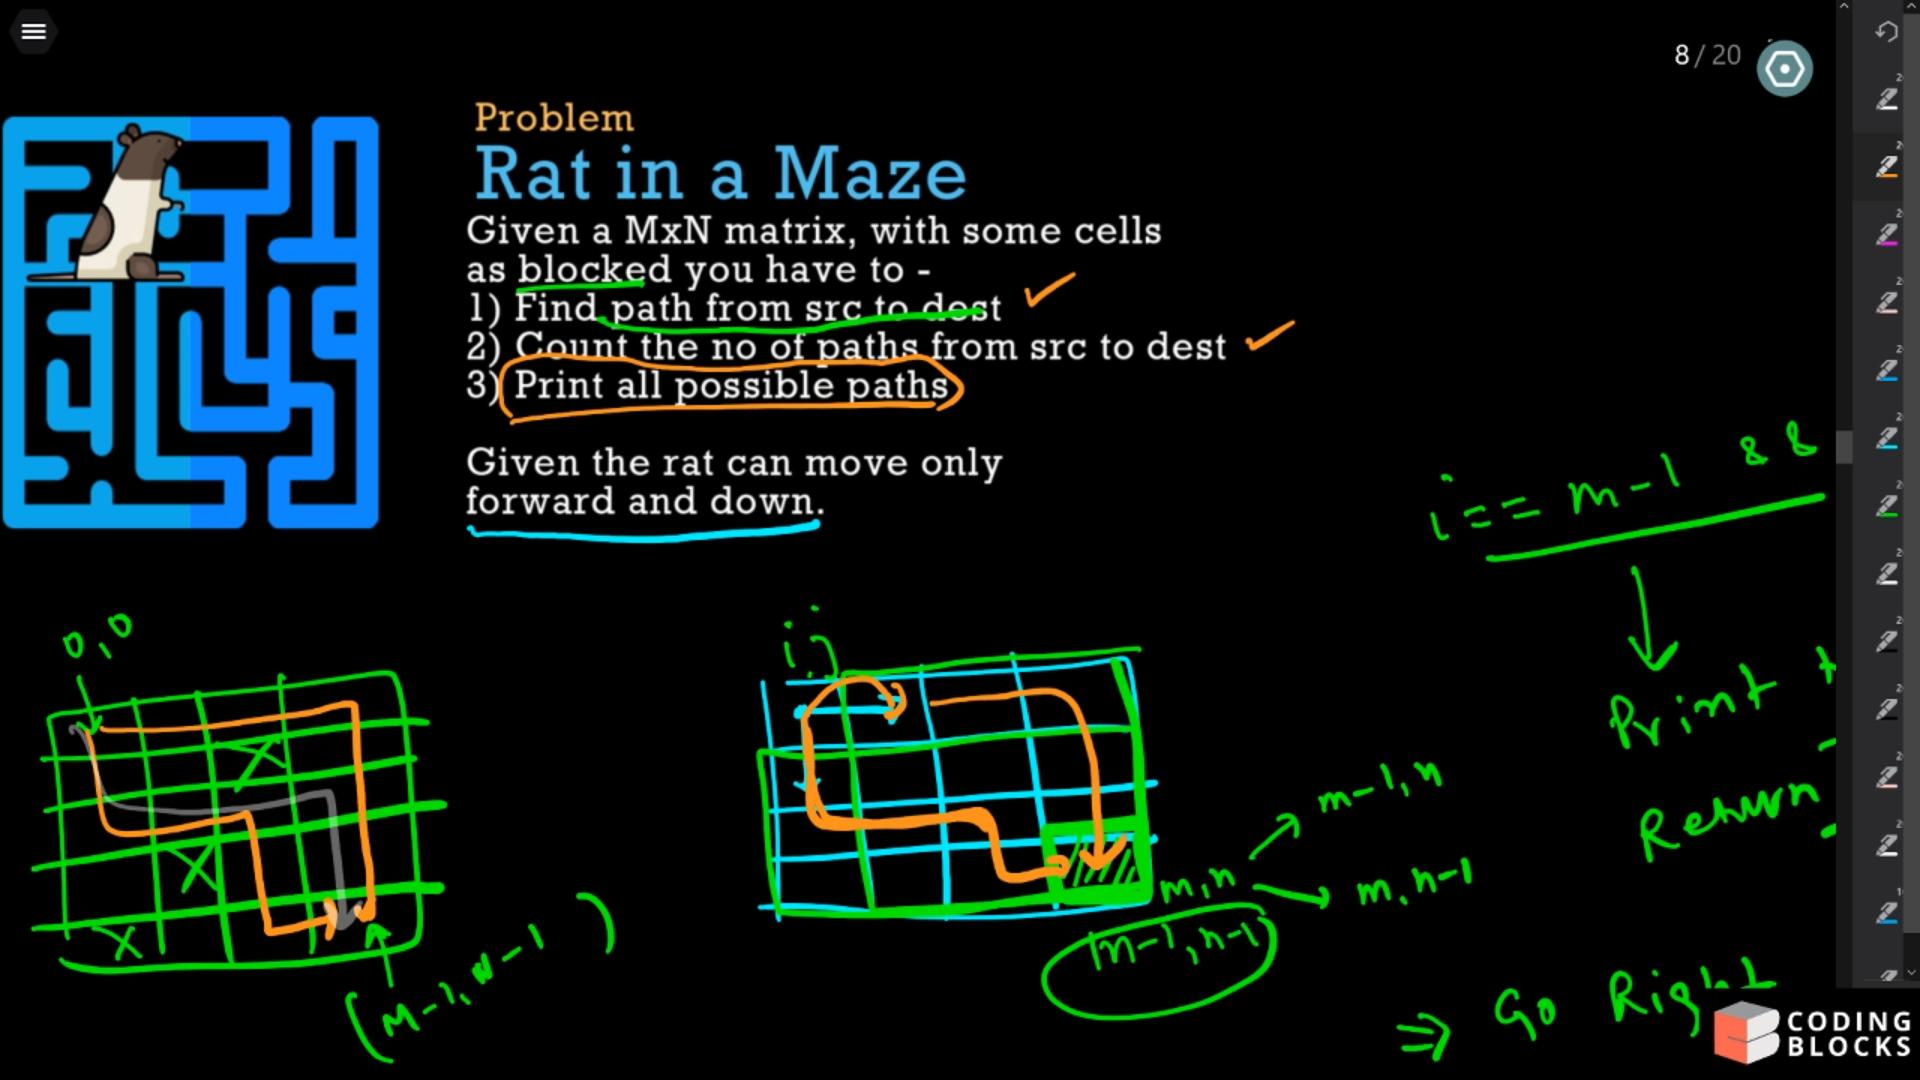 8 / 20
Problem
Rat in a Maze
Given a MxN matrix, with some cells
as blocked you have to -
1) Find path from src to dest
2) Count the no of paths from src to dest
3) Print all possible paths
Given the rat can move only
forward and down.
i == m-1 &&
Print
Return
0,0
i,j
m-1,n
m,n
m,n-1
m-1,n-1
(M-1,N-1)
X
X
X
⇒ Go Right
CODING
BLOCKS